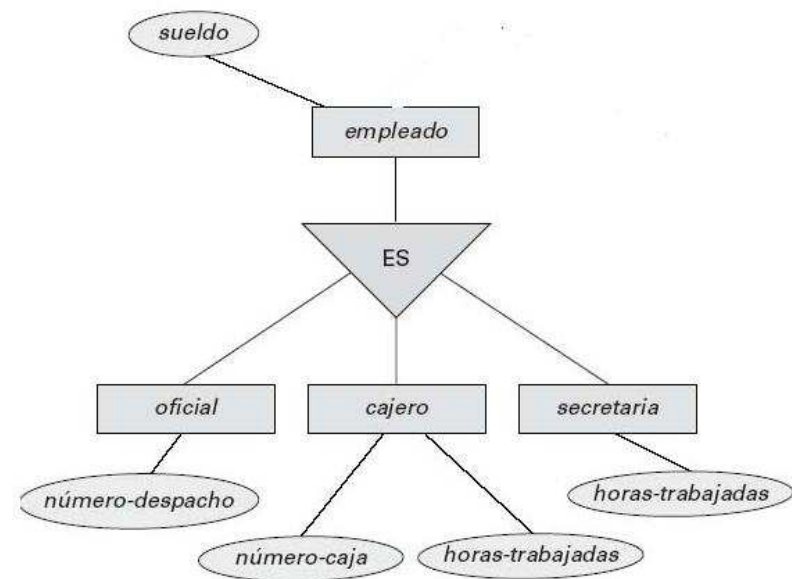 sueldo
empleado
ES
oficial
cajero
secretaria
número-despacho
horas-trabajadas
número-caja
horas-trabajadas